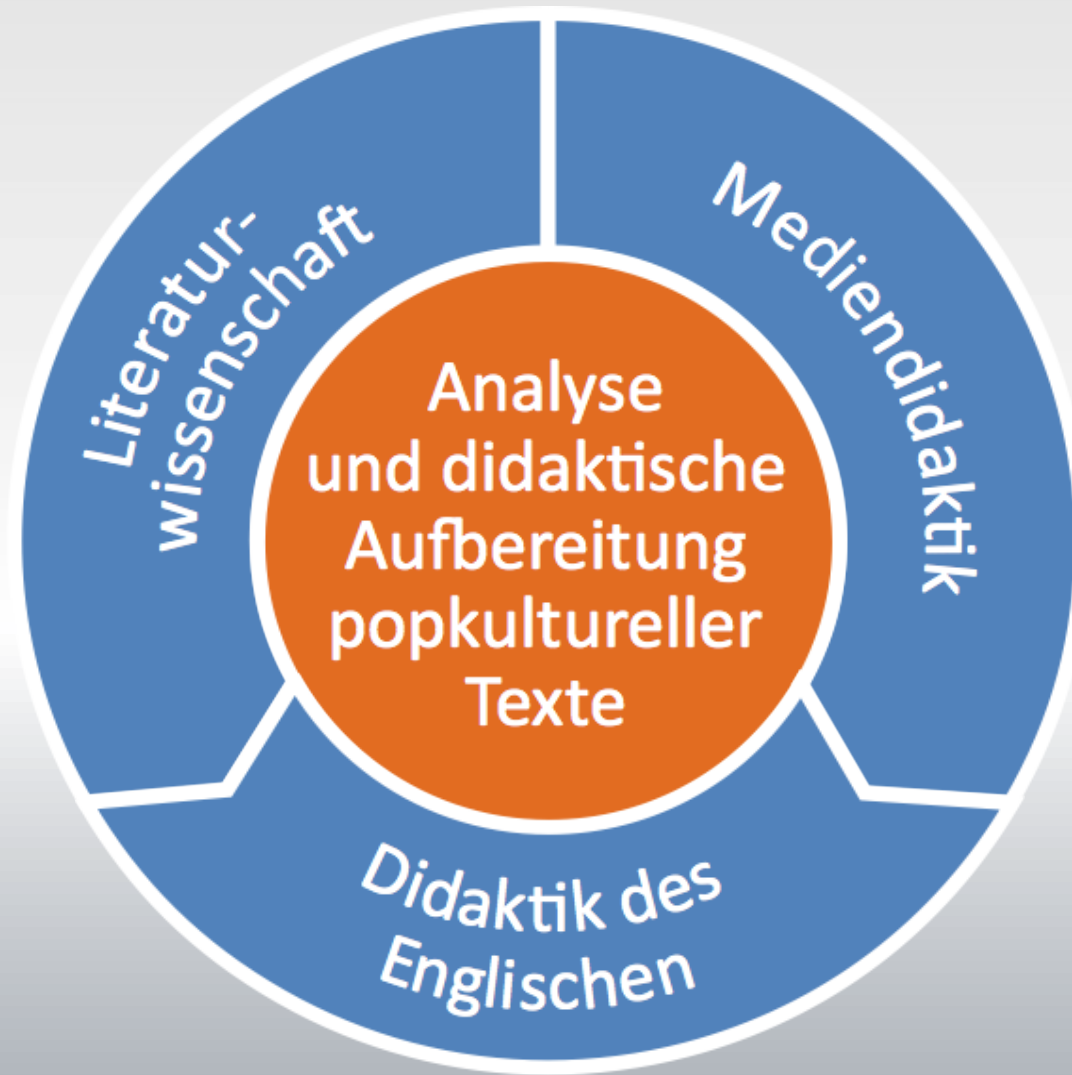 Literatur-
wissenschaft
Mediendidaktik
Analyse
und didaktische
Aufbereitung
popkultureller
Texte
Didaktik des
Englischen